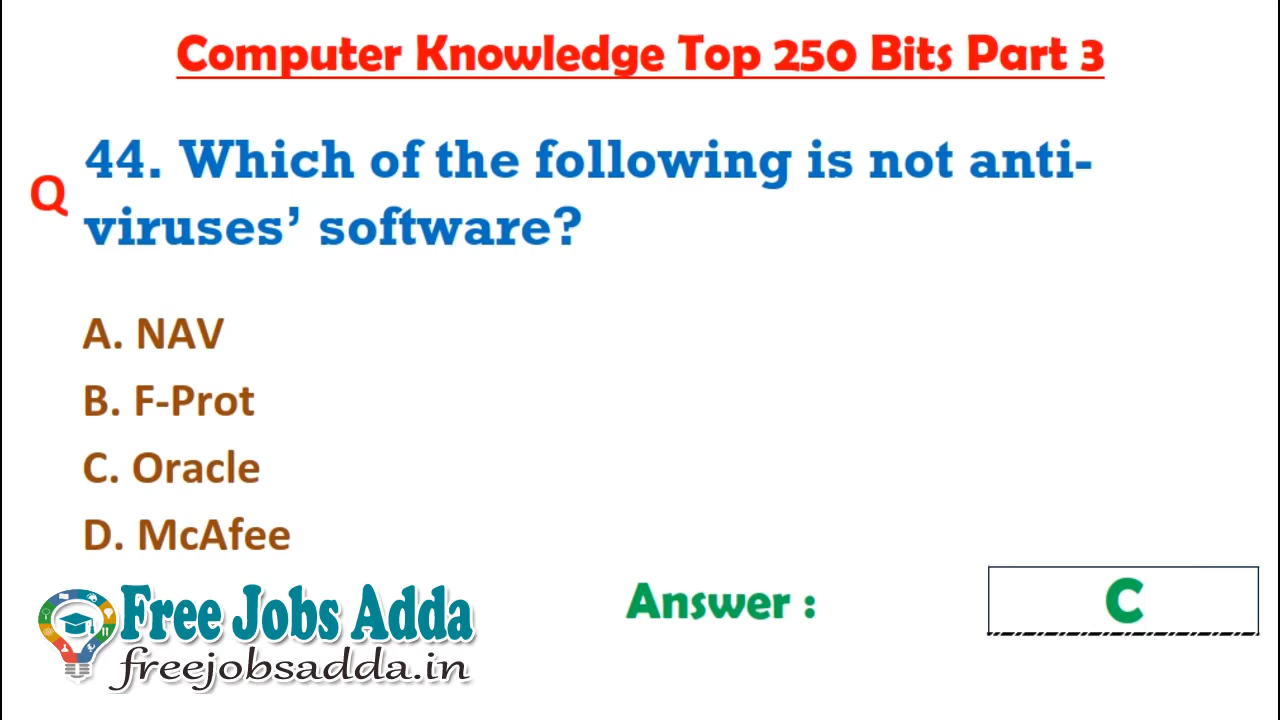 Computer Knowledge Top 250 Bits Part 3
Q
44. Which of the following is not anti-
viruses’ software?
A. NAV
B. F-Prot
C. Oracle
D. McAfee
Answer :
C
Free Jobs Adda
freejobsadda.in